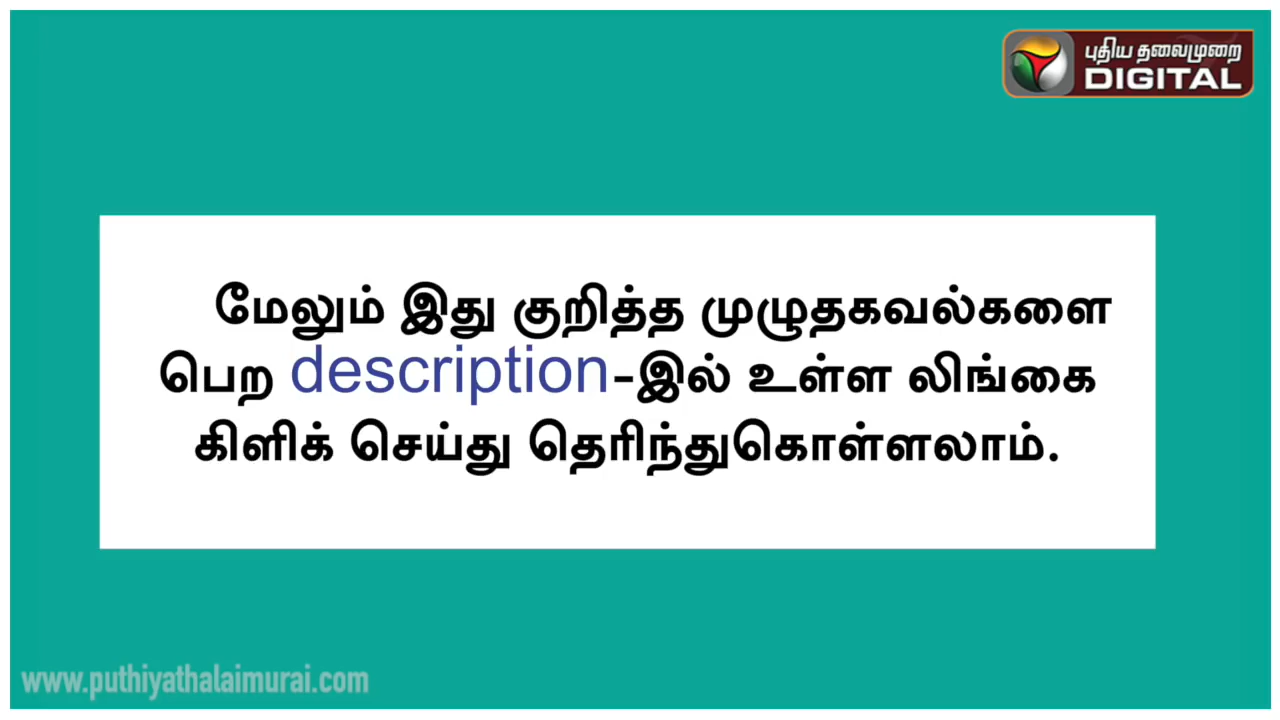 புதிய தலைமுறை
DIGITAL
மேலும் இது குறித்த முழுதகவல்களை
பெற description-இல் உள்ள லிங்கை
கிளிக் செய்து தெரிந்துகொள்ளலாம்.
www.puthiyathalaimurai.com